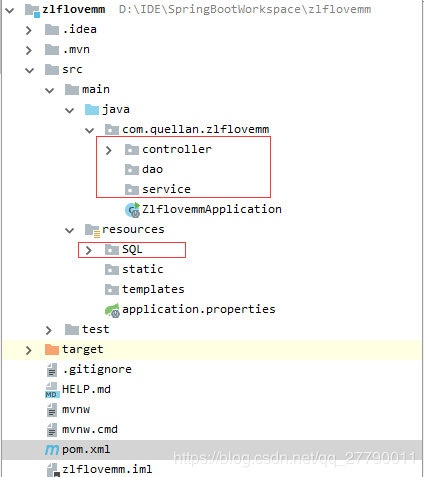 zlflovemm D:\IDE\SpringBootWorkspace\zlflovemm
.idea
.mvn
src
main
java
com.quellan.zlflovemm
controller
dao
service
ZlflovemmApplication
resources
SQL
static
templates
application.properties
test
target
.gitignore
HELP.md
mvnw
mvnw.cmd
pom.xml
zlflovemm.iml
https://blog.csdn.net/qq_27790011